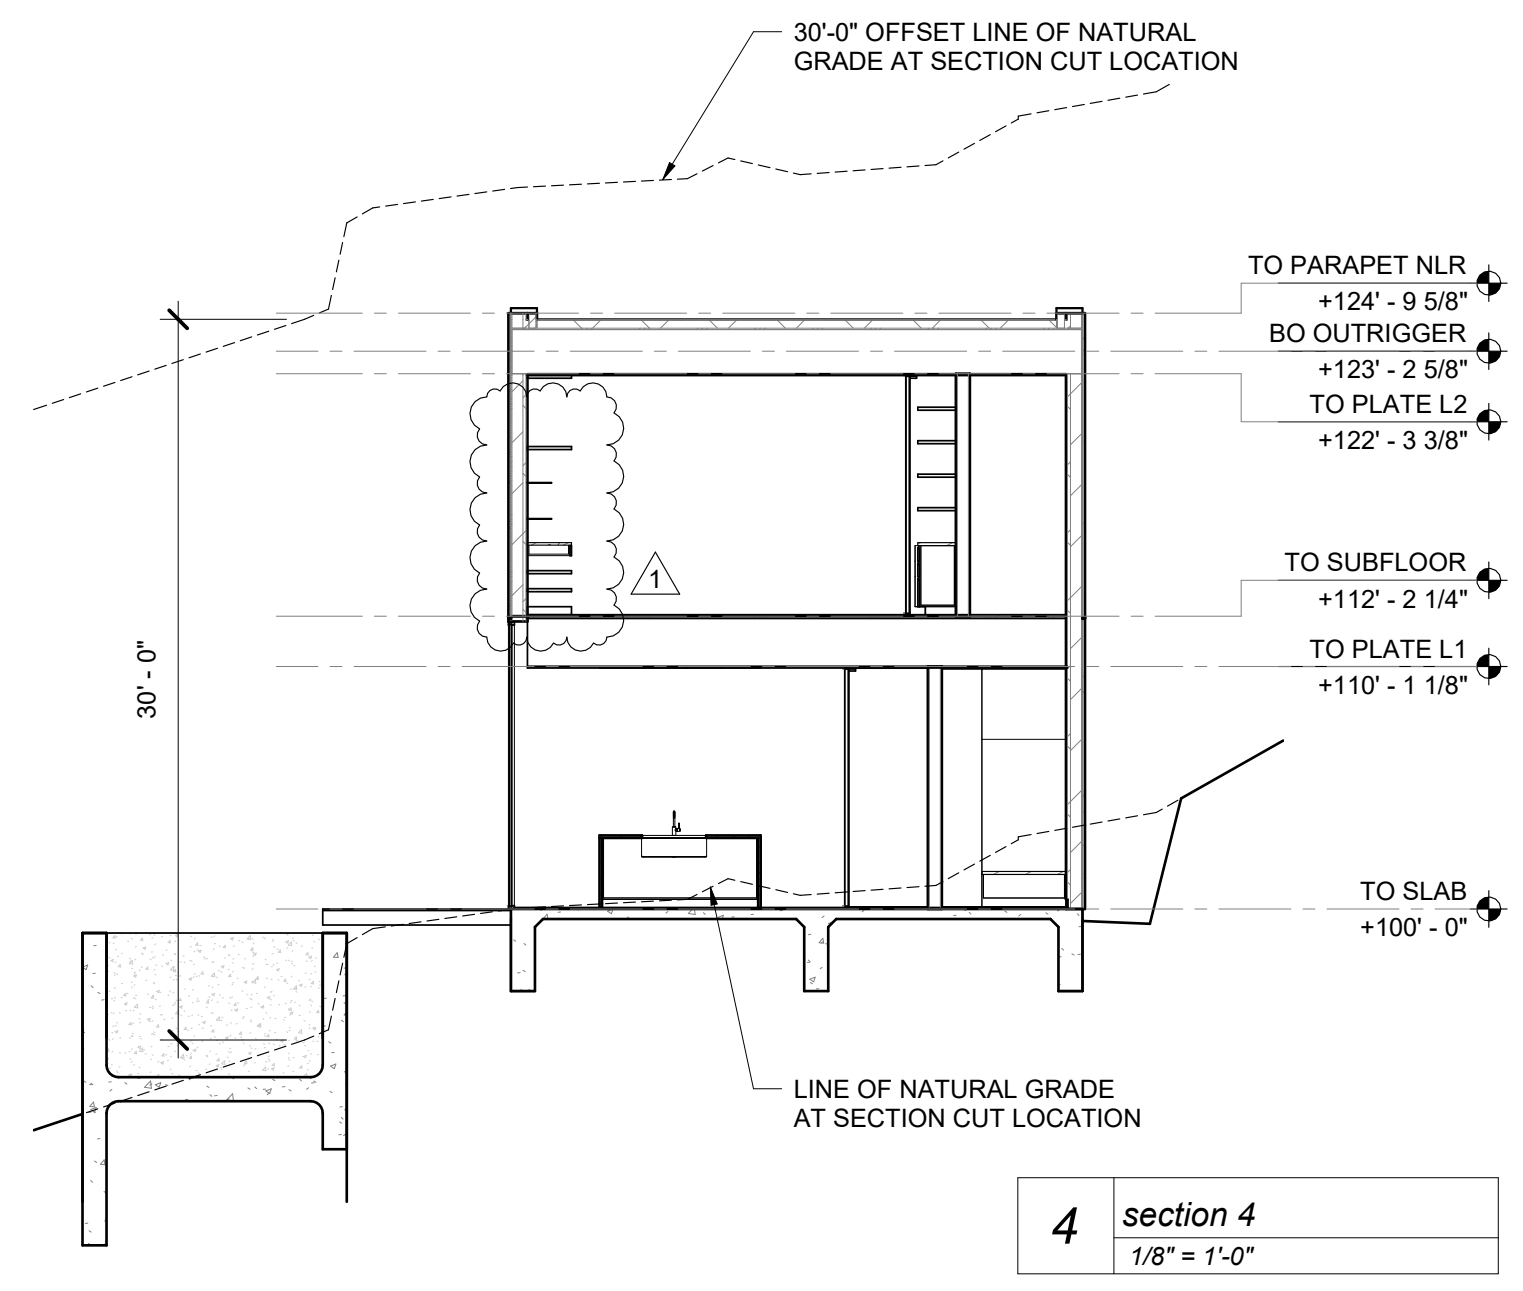 30'-0" OFFSET LINE OF NATURAL
GRADE AT SECTION CUT LOCATION
TO PARAPET NLR
+124' - 9 5/8"
BO OUTRIGGER
+123' - 2 5/8"
TO PLATE L2
+122' - 3 3/8"
1
TO SUBFLOOR
+112' - 2 1/4"
30' - 0"
TO PLATE L1
+110' - 1 1/8"
TO SLAB
+100' - 0"
LINE OF NATURAL GRADE
AT SECTION CUT LOCATION
4
section 4
1/8" = 1'-0"